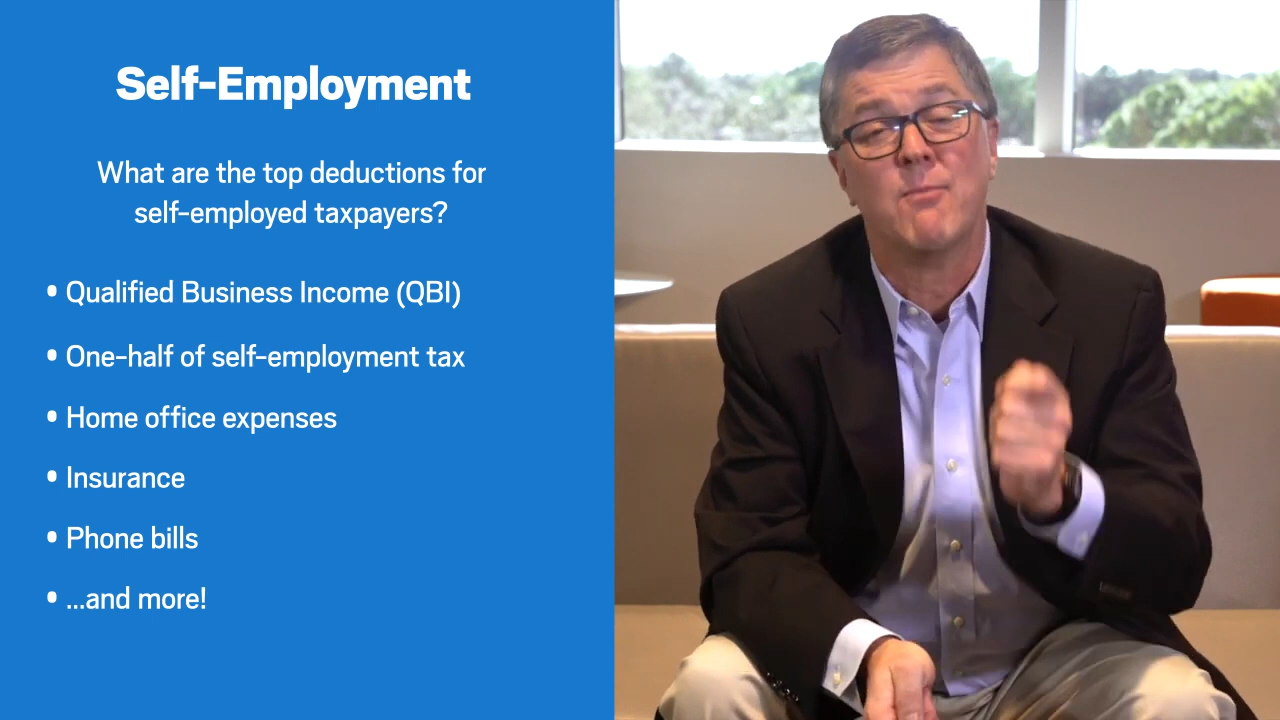 Self-Employment
What are the top deductions for
self-employed taxpayers?
• Qualified Business Income (QBI)
• One-half of self-employment tax
• Home office expenses
• Insurance
• Phone bills
• ...and more!